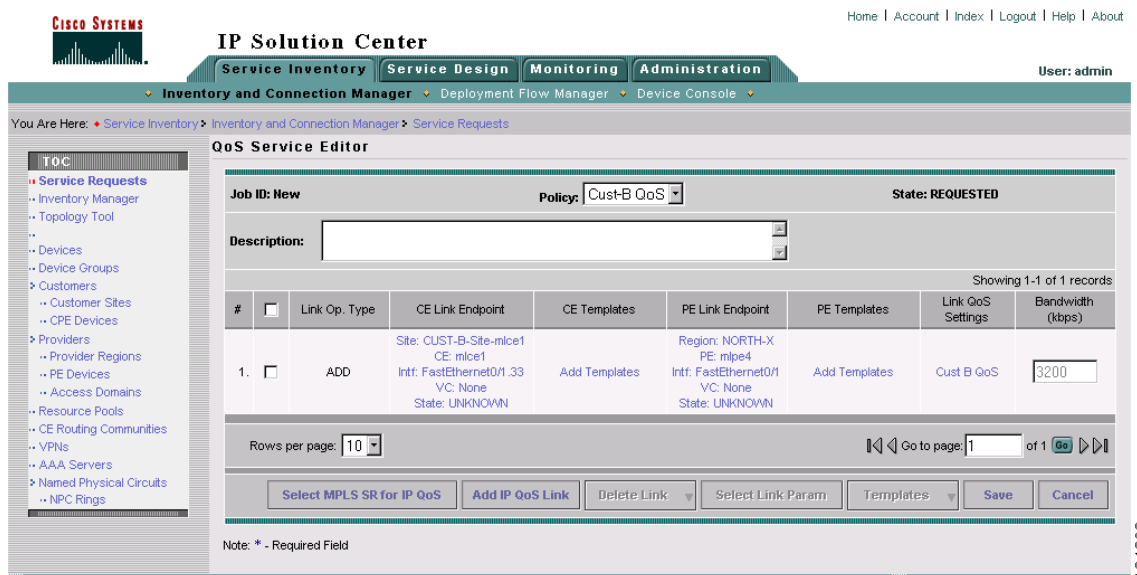 Home | Account | Index | Logout | Help | About
CISCO SYSTEMS
IP Solution Center
Service Inventory Service Design Monitoring Administration
User: admin
Inventory and Connection Manager Deployment Flow Manager Device Console
You Are Here: Service Inventory Inventory and Connection Manager Service Requests
QoS Service Editor
TOC
Service Requests
Inventory Manager
Topology Tool
Devices
Device Groups
Customers
Customer Sites
CPE Devices
Providers
Provider Regions
PE Devices
Access Domains
Resource Pools
CE Routing Communities
VPNs
AAA Servers
Named Physical Circuits
NPC Rings
Job ID: New Policy: Cust-B QoS State: REQUESTED
Description:
Showing 1-1 of 1 records
# Link Op. Type CE Link Endpoint CE Templates PE Link Endpoint PE Templates Link QoS Settings Bandwidth (kbps)
1. ADD
Site: CUST-B-Site-mlce1
CE: mlce1
Intf: FastEthernet0/1.33
VC: None
State: UNKNOWN
Add Templates
Region: NORTH-X
PE: mlpe4
Intf: FastEthernet0/1
VC: None
State: UNKNOWN
Add Templates
Cust B QoS
3200
Rows per page: 10 Go to page: 1 of 1 Go
Select MPLS SR for IP QoS Add IP QoS Link Delete Link Select Link Param Templates Save Cancel
Note: * - Required Field